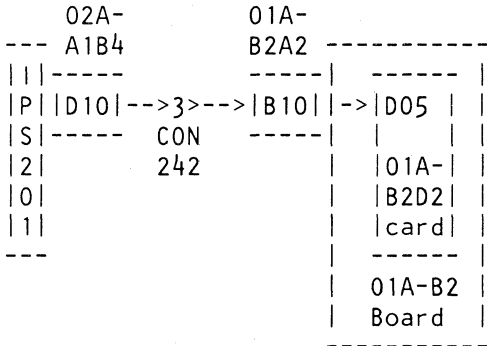 02A-           01A-
---   A1B4           B2A2 -----------
|I|-----            -----|  ------ |
|P|D10|-->3>-->|B10||->|D05 | |
|S|-----   CON      -----| |    | |
|2|        242           | |01A-| |
|0|                      | |B2D2| |
|1|                      | |card| |
---                      |  ------ |
                         |  01A-B2 |
                         |  Board  |
                          -----------